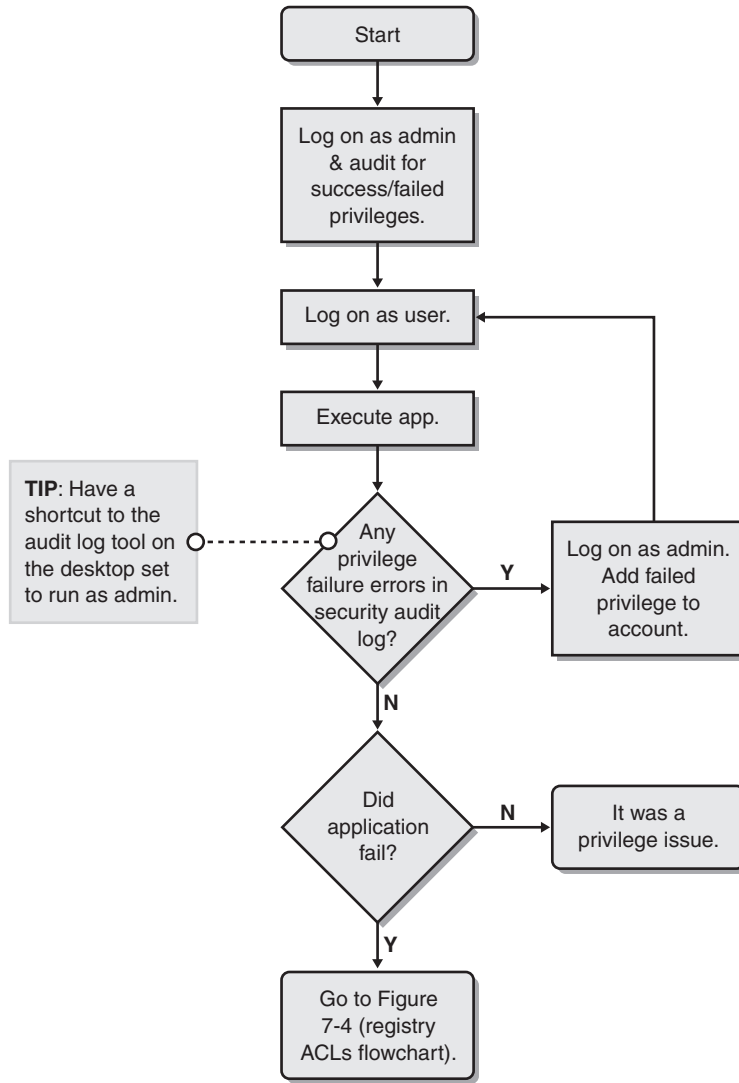 Start
Log on as admin
& audit for
success/failed
privileges.
Log on as user.
Execute app.
TIP: Have a
shortcut to the
audit log tool on
the desktop set
to run as admin.
Any
privilege
failure errors in
security audit
log?
Y
Log on as admin.
Add failed
privilege to
account.
N
Did
application
fail?
N
It was a
privilege issue.
Y
Go to Figure
7-4 (registry
ACLs flowchart).